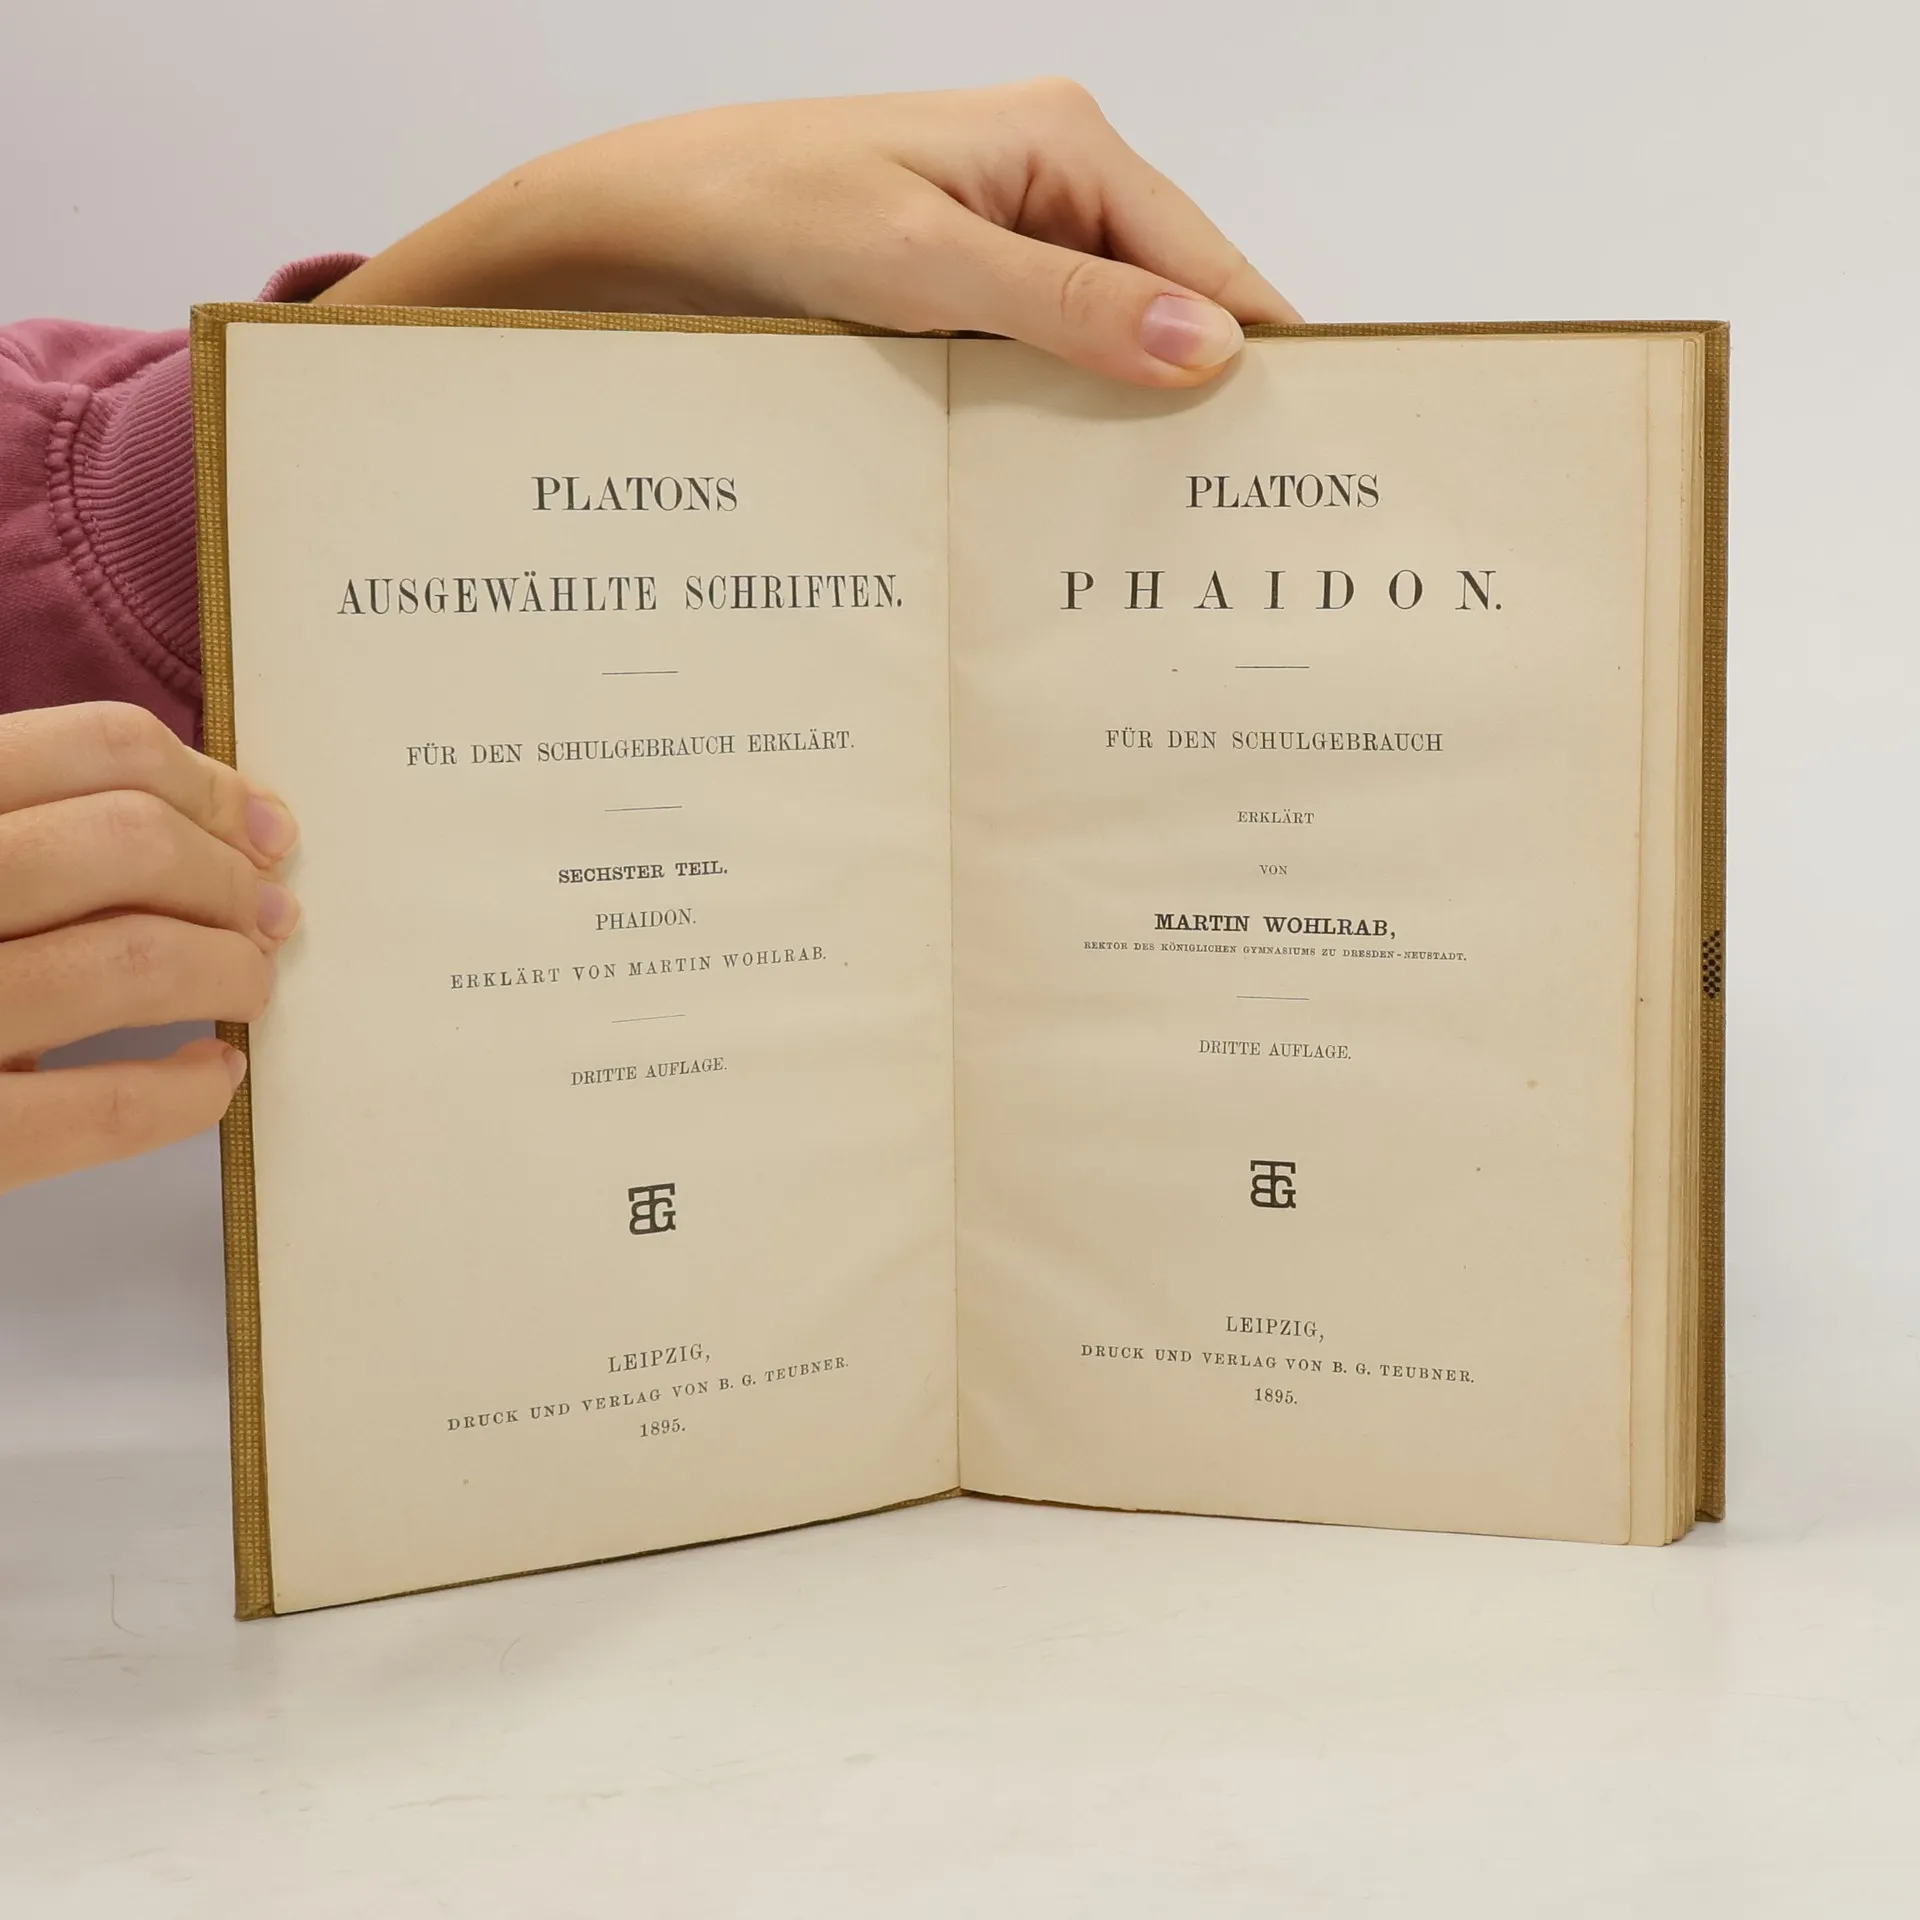 PLATONS
AUSGEWÄHLTE SCHRIFTEN.
FÜR DEN SCHULGEBRAUCH ERKLÄRT.
SECHSTER TEIL.
PHAIDON.
ERKLÄRT VON MARTIN WOHLRAB.
DRITTE AUFLAGE.
BTG
LEIPZIG,
DRUCK UND VERLAG VON B. G. TEUBNER.
1895.
PLATONS
PHAIDON.
FÜR DEN SCHULGEBRAUCH
ERKLÄRT
VON
MARTIN WOHLRAB,
REKTOR DES KÖNIGLICHEN GYMNASIUMS ZU DRESDEN-NEUSTADT.
DRITTE AUFLAGE.
BTG
LEIPZIG,
DRUCK UND VERLAG VON B. G. TEUBNER.
1895.